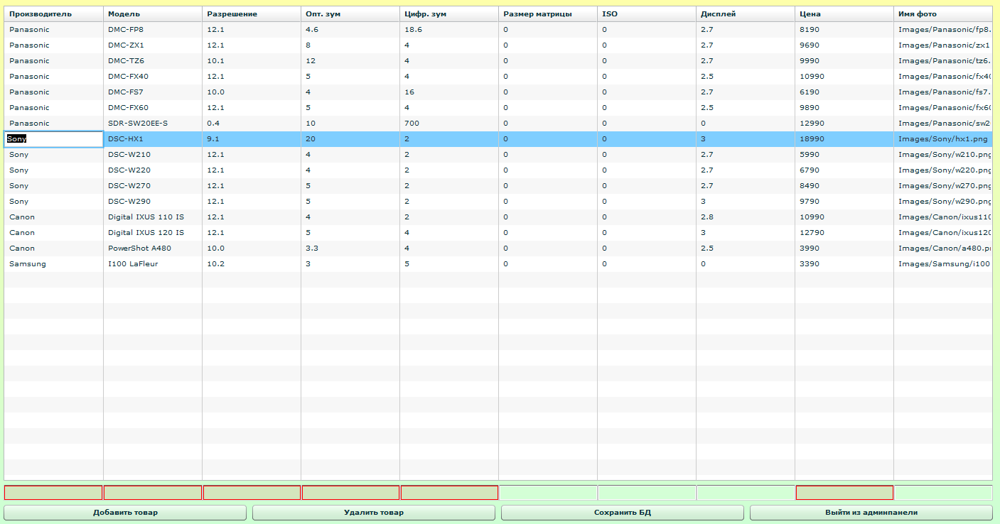 Производитель Модель Разрешение Опт. зум Цифр. зум Размер матрицы ISO Дисплей Цена Имя фото
Panasonic DMC-FP8 12.1 4.6 18.6 0 0 2.7 8190 Images/Panasonic/fp8.
Panasonic DMC-ZX1 12.1 8 4 0 0 2.7 9690 Images/Panasonic/zx1
Panasonic DMC-TZ6 10.1 12 4 0 0 2.7 9990 Images/Panasonic/tz6.
Panasonic DMC-FX40 12.1 5 4 0 0 2.5 10990 Images/Panasonic/fx40
Panasonic DMC-FS7 10.0 4 16 0 0 2.7 6190 Images/Panasonic/fs7.
Panasonic DMC-FX60 12.1 5 4 0 0 2.5 9890 Images/Panasonic/fx60
Panasonic SDR-SW20EE-S 0.4 10 700 0 0 0 12990 Images/Panasonic/sw2
Sony DSC-HX1 9.1 20 2 0 0 3 18990 Images/Sony/hx1.png
Sony DSC-W210 12.1 4 2 0 0 2.7 5990 Images/Sony/w210.png
Sony DSC-W220 12.1 4 2 0 0 2.7 6790 Images/Sony/w220.png
Sony DSC-W270 12.1 5 2 0 0 2.7 8490 Images/Sony/w270.png
Sony DSC-W290 12.1 5 2 0 0 3 9790 Images/Sony/w290.png
Canon Digital IXUS 110 IS 12.1 4 2 0 0 2.8 10990 Images/Canon/ixus110
Canon Digital IXUS 120 IS 12.1 5 4 0 0 3 12790 Images/Canon/ixus120
Canon PowerShot A480 10.0 3.3 4 0 0 2.5 3990 Images/Canon/a480.pr
Samsung I100 LaFleur 10.2 3 5 0 0 0 3390 Images/Samsung/i100
Добавить товар Удалить товар Сохранить БД Выйти из админпанели